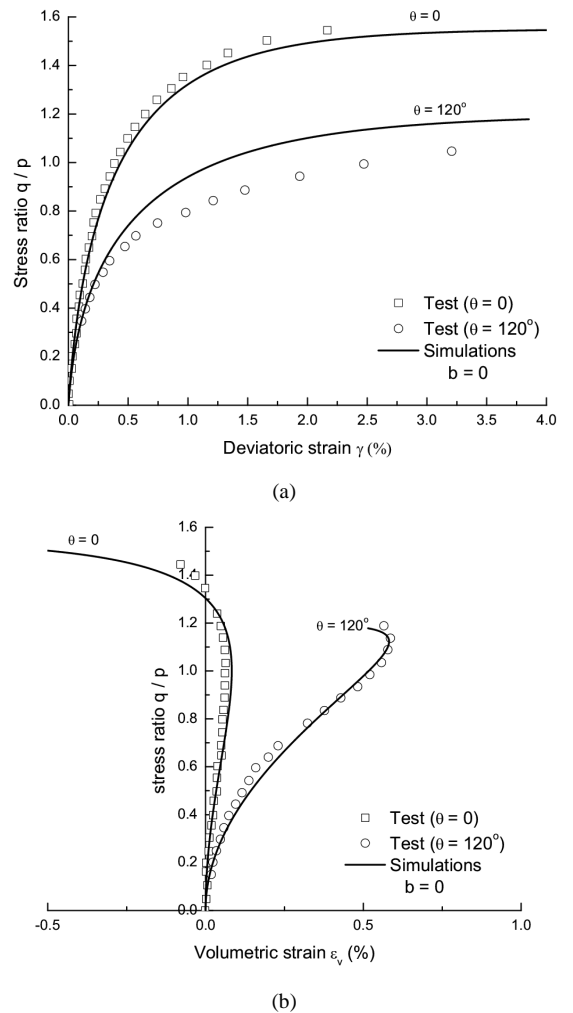 1.6
1.4
1.2
1.0
0.8
0.6
0.4
0.2
0.0
Stress ratio q / p
θ = 0
θ = 120°
Test (θ = 0)
Test (θ = 120°)
Simulations
b = 0
0.0 0.5 1.0 1.5 2.0 2.5 3.0 3.5 4.0
Deviatoric strain γ (%)
(a)
1.6
1.4
1.2
1.0
0.8
0.6
0.4
0.2
0.0
stress ratio q / p
θ = 0
θ = 120°
Test (θ = 0)
Test (θ = 120°)
Simulations
b = 0
-0.5 0.0 0.5 1.0
Volumetric strain εv (%)
(b)